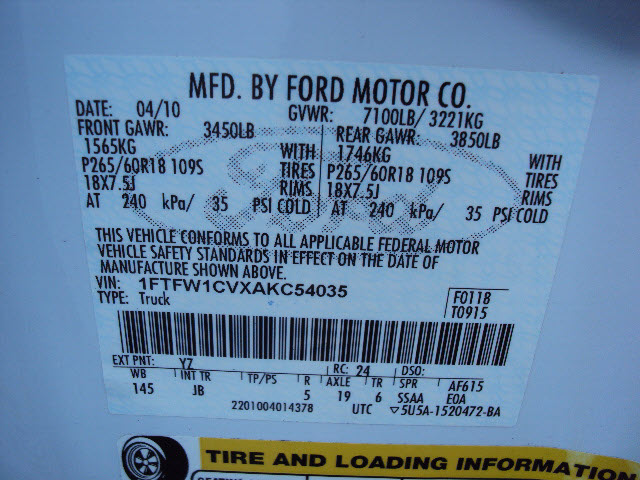 MFD. BY FORD MOTOR CO.
DATE: 04/10 GVWR: 7100LB/ 3221KG
FRONT GAWR: 3450LB REAR GAWR: 3850LB
1565KG WITH 1746KG WITH
P265/60R18 109S TIRES P265/60R18 109S TIRES
18X7.5J RIMS 18X7.5J RIMS
AT 240 kPa/ 35 PSI COLD AT 240 kPa/ 35 PSI COLD
THIS VEHICLE CONFORMS TO ALL APPLICABLE FEDERAL MOTOR
VEHICLE SAFETY STANDARDS IN EFFECT ON THE DATE OF
MANUFACTURE SHOWN ABOVE.
VIN: 1FTFW1CVXAKC54035
TYPE: Truck
F0118
T0915
EXT PNT: YZ RC: 24 DSO:
WB INT TR TP/PS R AXLE TR SPR AF615
145 JB 5 19 6 SSAA EOA
2201004014378 UTC ▽5U5A-1520472-BA
TIRE AND LOADING INFORMATION